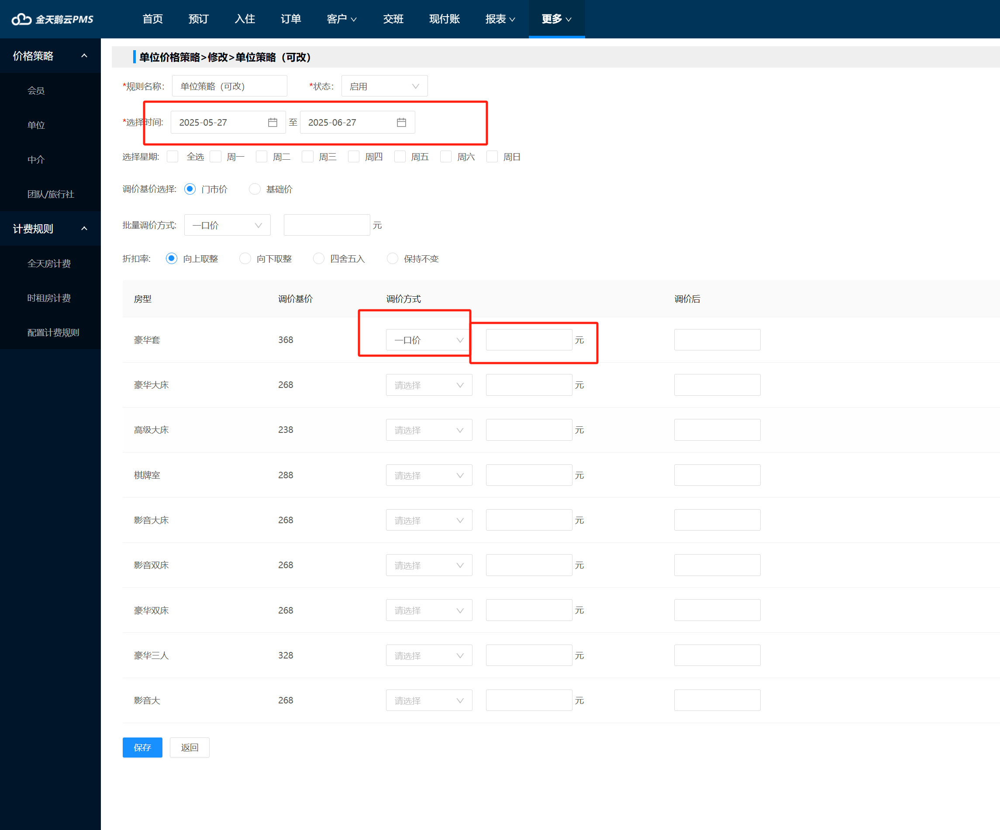 金天鹅云PMS 首页 预订 入住 订单 客户 交班 现付账 报表 更多
价格策略
会员
单位
中介
团队/旅行社
计费规则
全天房计费
时租房计费
配置计费规则
单位价格策略>修改>单位策略（可改）
*规则名称: 单位策略（可改） *状态: 启用
*选择时间: 2025-05-27 至 2025-06-27
选择星期: 全选 周一 周二 周三 周四 周五 周六 周日
调价基价选择: 门市价 基础价
批量调价方式: 一口价 元
折扣率: 向上取整 向下取整 四舍五入 保持不变
房型 调价基价 调价方式 调价后
豪华套 368 一口价 元
豪华大床 268 请选择 元
高级大床 238 请选择 元
棋牌室 288 请选择 元
影音大床 268 请选择 元
影音双床 268 请选择 元
豪华双床 268 请选择 元
豪华三人 328 请选择 元
影音大 268 请选择 元
保存 返回